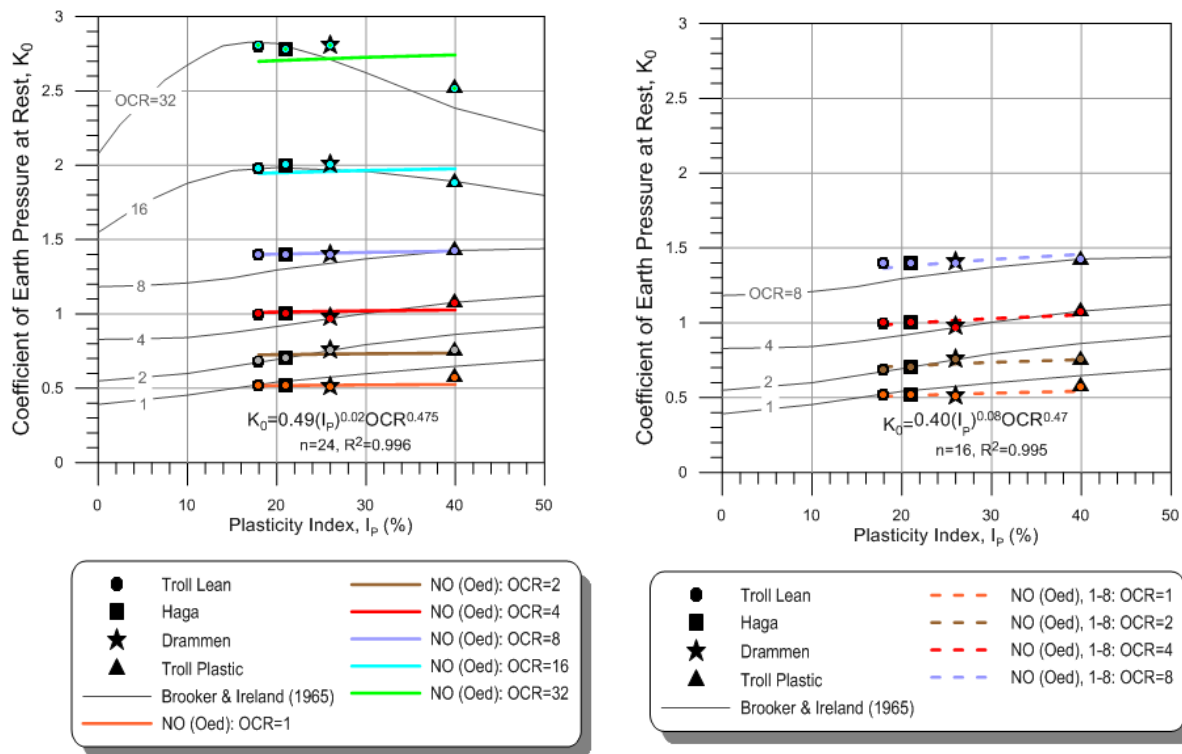 Coefficient of Earth Pressure at Rest, K0
3
2.5
2
1.5
1
0.5
0
OCR=32
16
8
4
2
1
K0=0.49(IP)^0.02OCR^0.475
n=24, R2=0.996
0 10 20 30 40 50
Plasticity Index, IP (%)
Troll Lean
Haga
Drammen
Troll Plastic
Brooker & Ireland (1965)
NO (Oed): OCR=1
NO (Oed): OCR=2
NO (Oed): OCR=4
NO (Oed): OCR=8
NO (Oed): OCR=16
NO (Oed): OCR=32
Coefficient of Earth Pressure at Rest, K0
3
2.5
2
1.5
1
0.5
0
OCR=8
4
2
1
K0=0.40(IP)^0.08OCR^0.47
n=16, R2=0.995
0 10 20 30 40 50
Plasticity Index, IP (%)
Troll Lean
Haga
Drammen
Troll Plastic
Brooker & Ireland (1965)
NO (Oed), 1-8: OCR=1
NO (Oed), 1-8: OCR=2
NO (Oed), 1-8: OCR=4
NO (Oed), 1-8: OCR=8